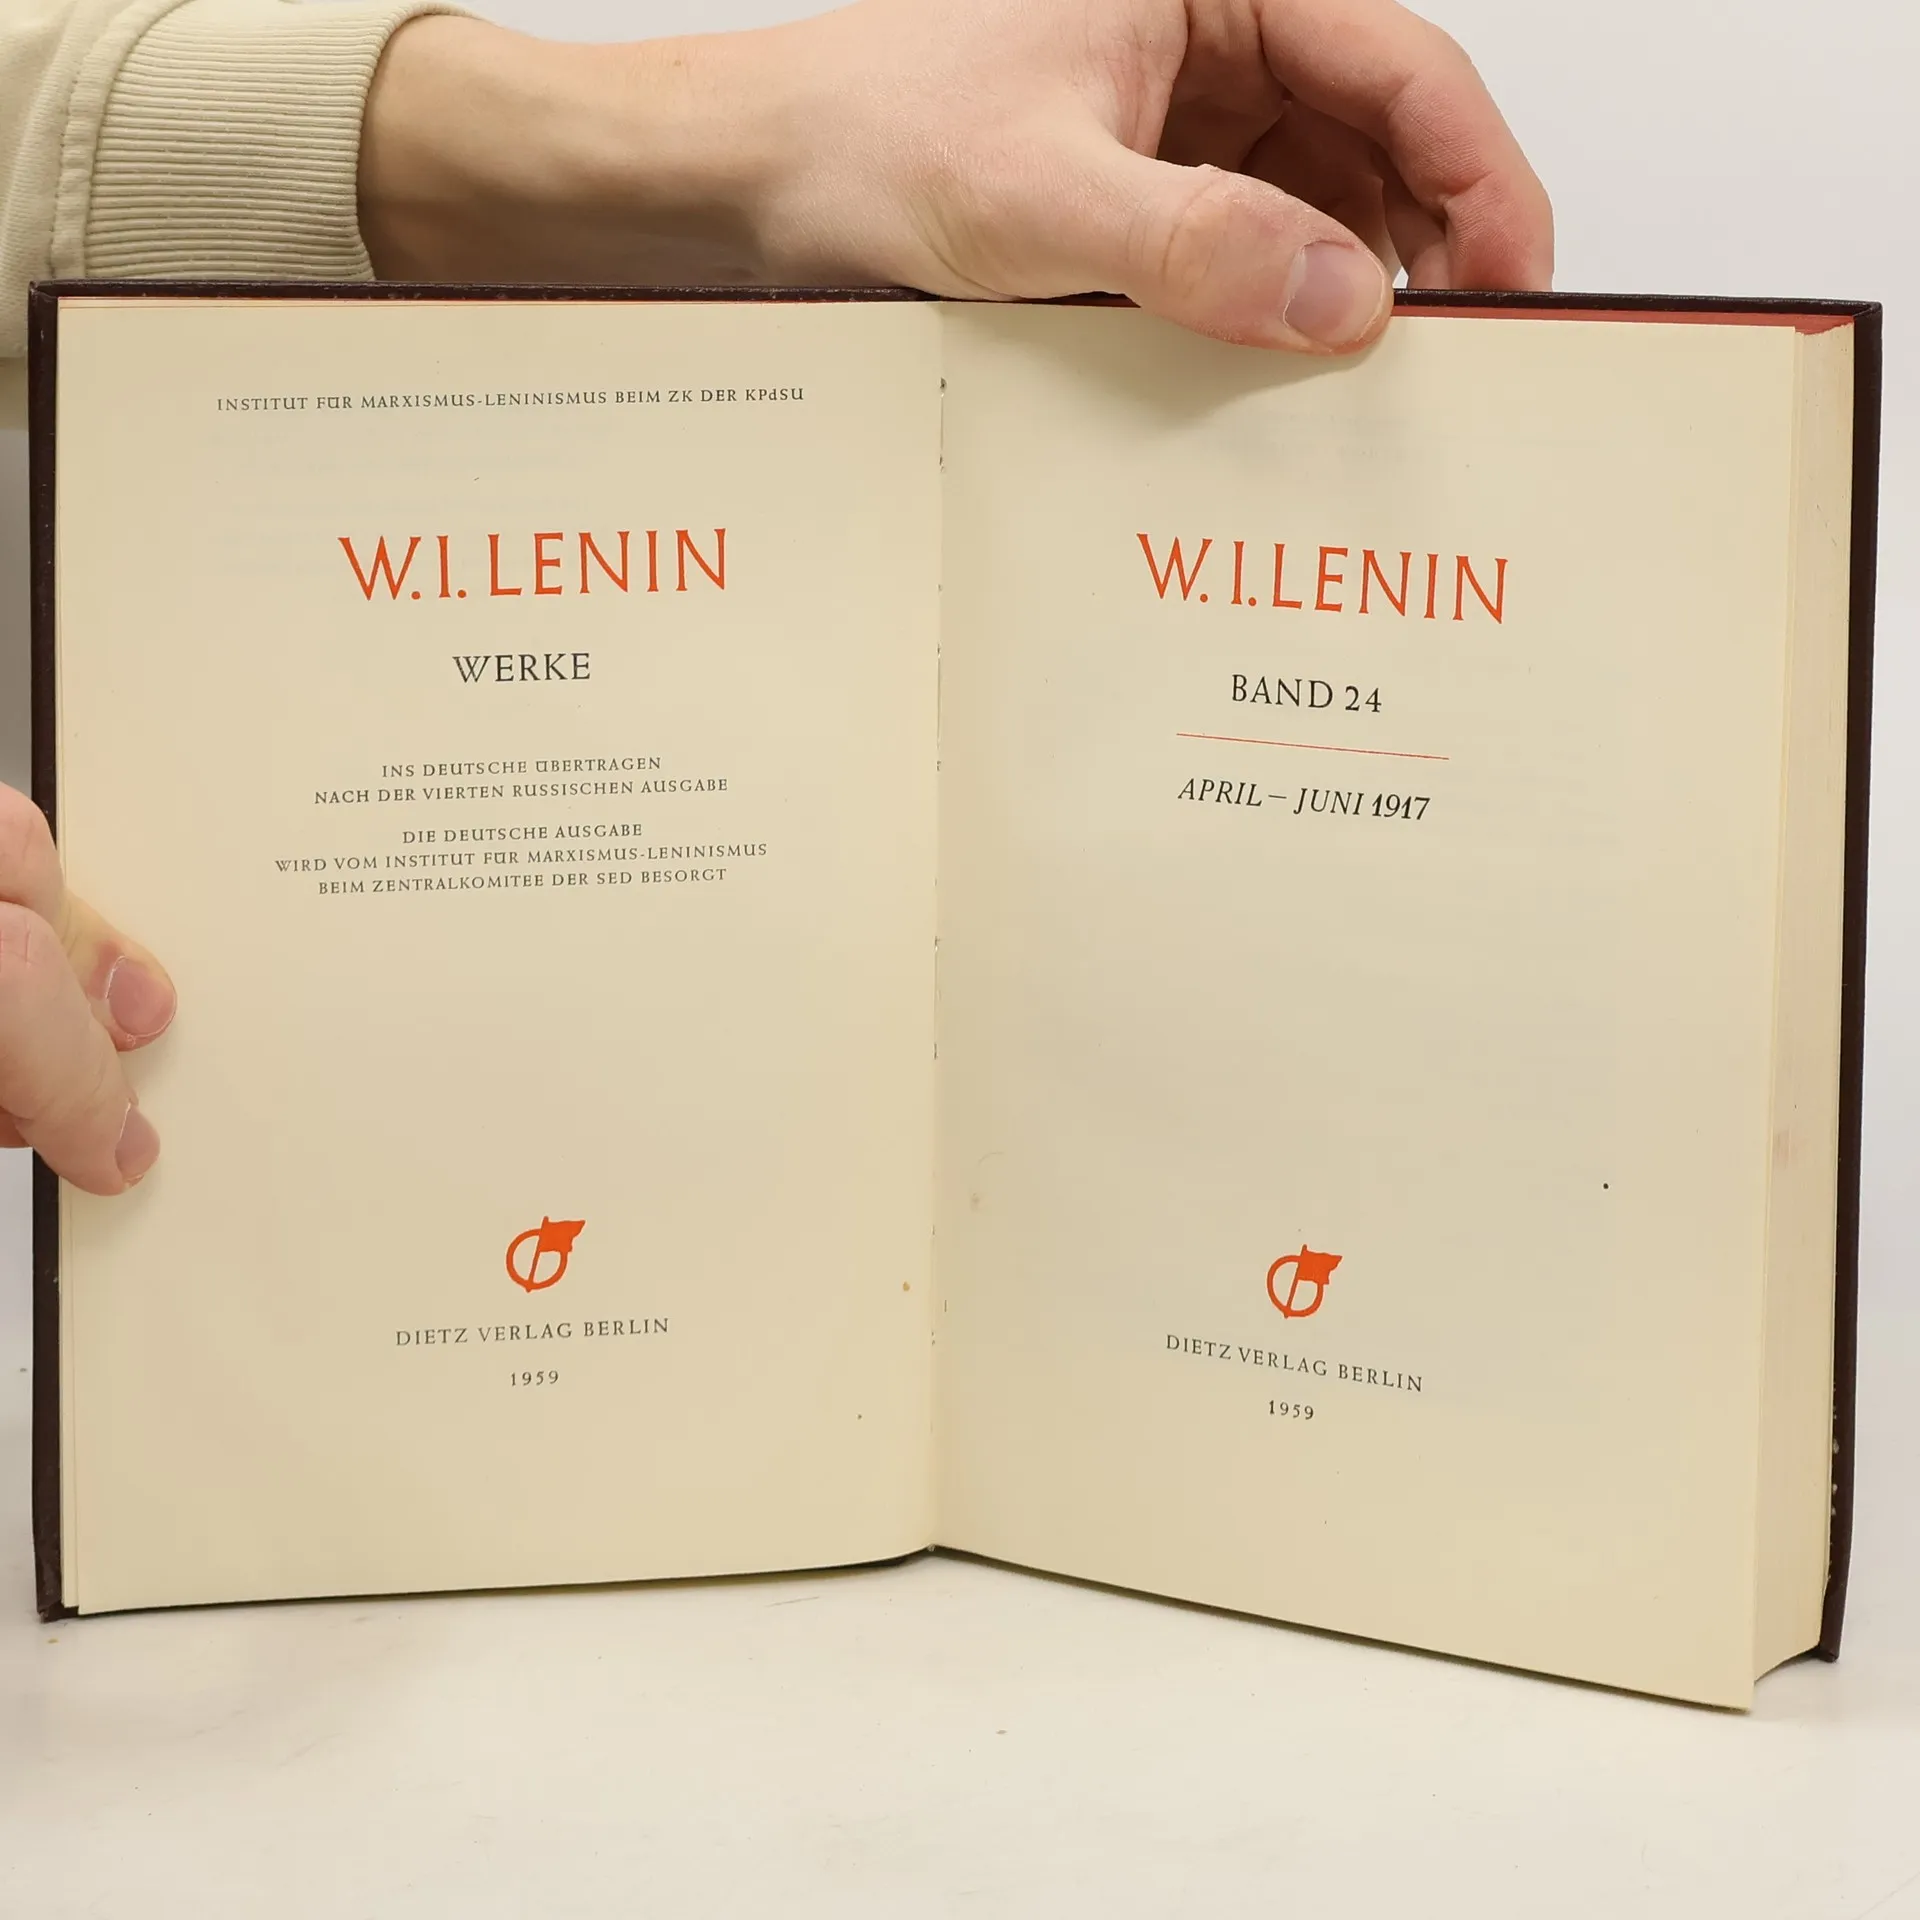 INSTITUT FÜR MARXISMUS-LENINISMUS BEIM ZK DER KPdSU
W. I. LENIN
WERKE
INS DEUTSCHE ÜBERTRAGEN
NACH DER VIERTEN RUSSISCHEN AUSGABE
DIE DEUTSCHE AUSGABE
WIRD VOM INSTITUT FÜR MARXISMUS-LENINISMUS
BEIM ZENTRALKOMITEE DER SED BESORGT
DIETZ VERLAG BERLIN
1959
W. I. LENIN
BAND 24
APRIL – JUNI 1917
DIETZ VERLAG BERLIN
1959